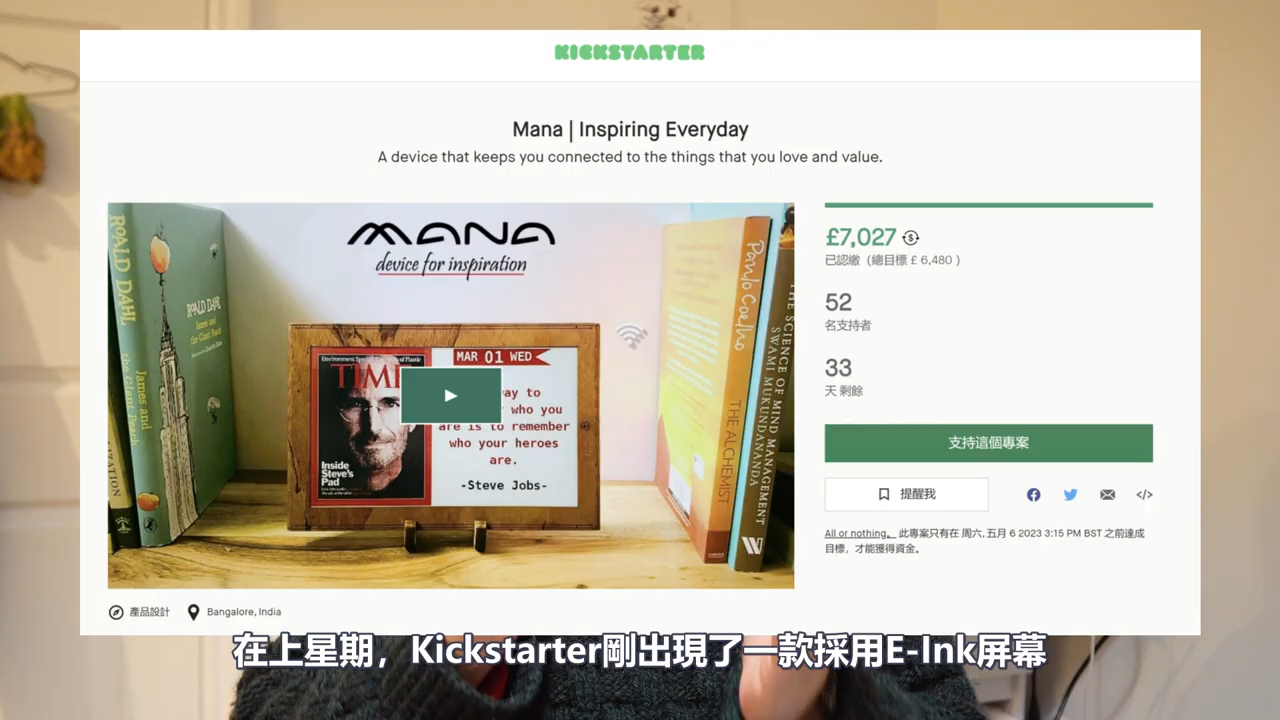 KICKSTARTER
Mana | Inspiring Everyday
A device that keeps you connected to the things that you love and value.
MANA
device for inspiration
ROALD DAHL
James and
the Giant Peach
ROALD DAHL
James and
the Giant Peach
TIME
Inside
Steve's
Pad
MAR 01 WED
way to
who you
are is to remember
who your heroes
are.
-Steve Jobs-
Paulo Coelho
THE ALCHEMIST
THE SCIENCE OF MIND MANAGEMENT
SWAMI MUKUNDANANDA
£7,027
已認繳（總目標 £ 6,480 ）
52
名支持者
33
天 剩餘
支持這個專案
提醒我
All or nothing。 此專案只有在 周六, 五月 6 2023 3:15 PM BST 之前達成
目標，才能獲得資金。
產品設計
Bangalore, India
在上星期，Kickstarter剛出現了一款採用E-Ink屏幕